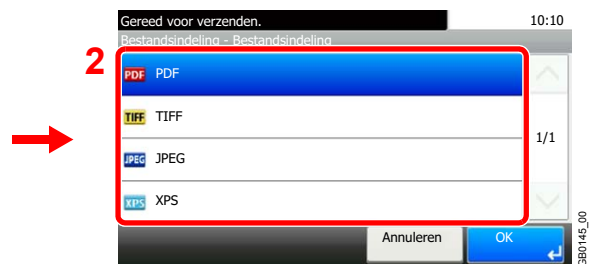 Gereed voor verzenden. 10:10
Bestandsindeling - Bestandsindeling
2
PDF PDF
TIFF TIFF
1/1
JPEG JPEG
XPS XPS
Annuleren OK
GB0145_00